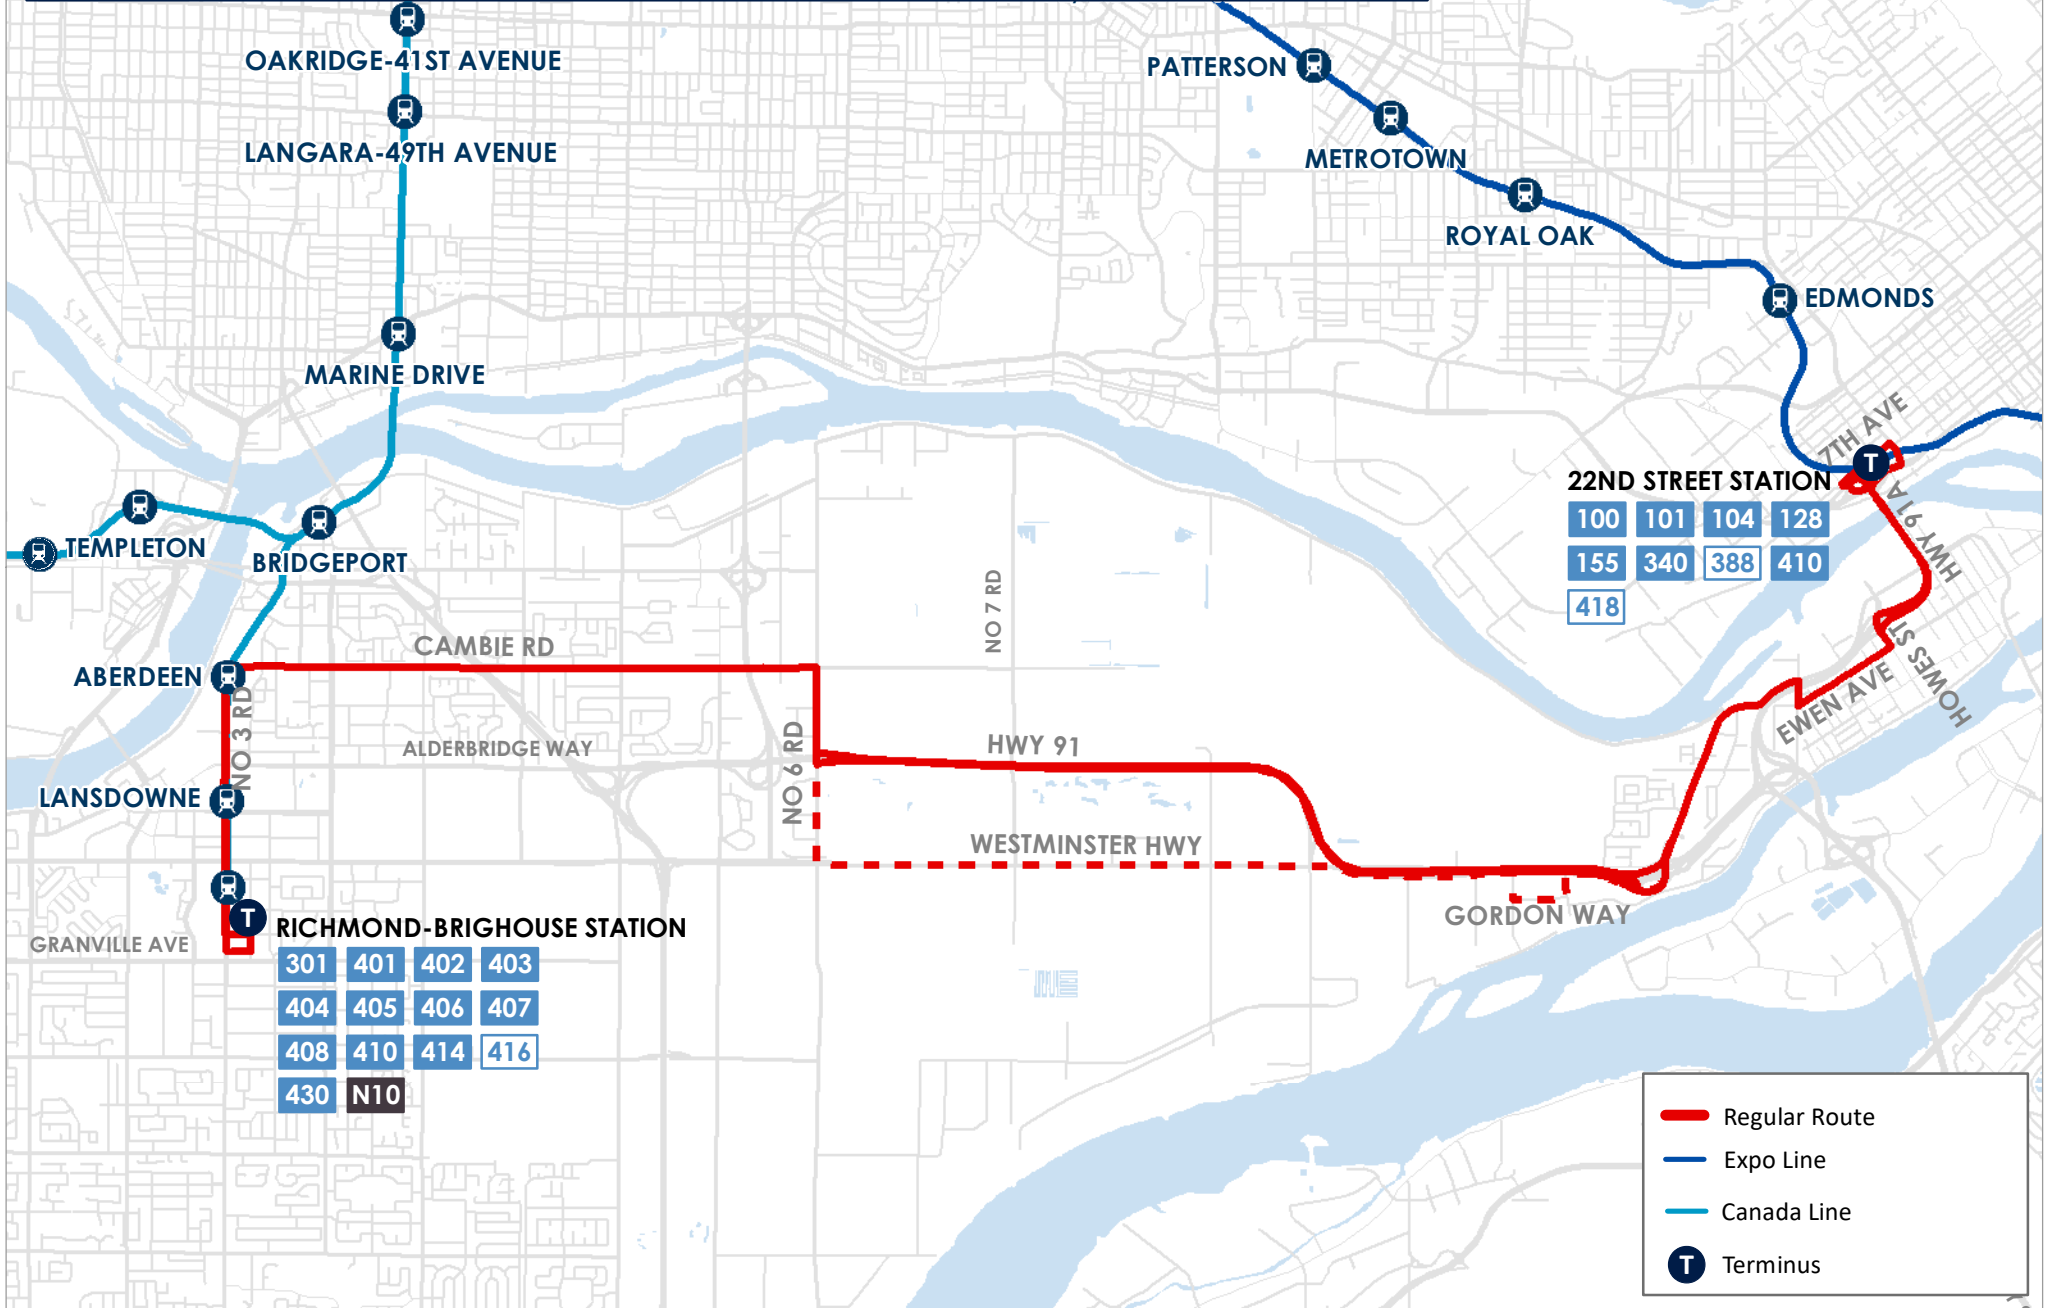 OAKRIDGE-41ST AVENUE
LANGARA-49TH AVENUE
MARINE DRIVE
TEMPLETON
BRIDGEPORT
ABERDEEN
LANSDOWNE
PATTERSON
METROTOWN
ROYAL OAK
EDMONDS
7TH AVE
22ND STREET STATION
100 101 104 128
155 340 388 410
418
HWY 91A
HOWES ST
EWEN AVE
CAMBIE RD
NO 3 RD
ALDERBRIDGE WAY
NO 6 RD
NO 7 RD
HWY 91
WESTMINSTER HWY
GORDON WAY
GRANVILLE AVE
T
T
RICHMOND-BRIGHOUSE STATION
301 401 402 403
404 405 406 407
408 410 414 416
430 N10
Regular Route
Expo Line
Canada Line
T Terminus